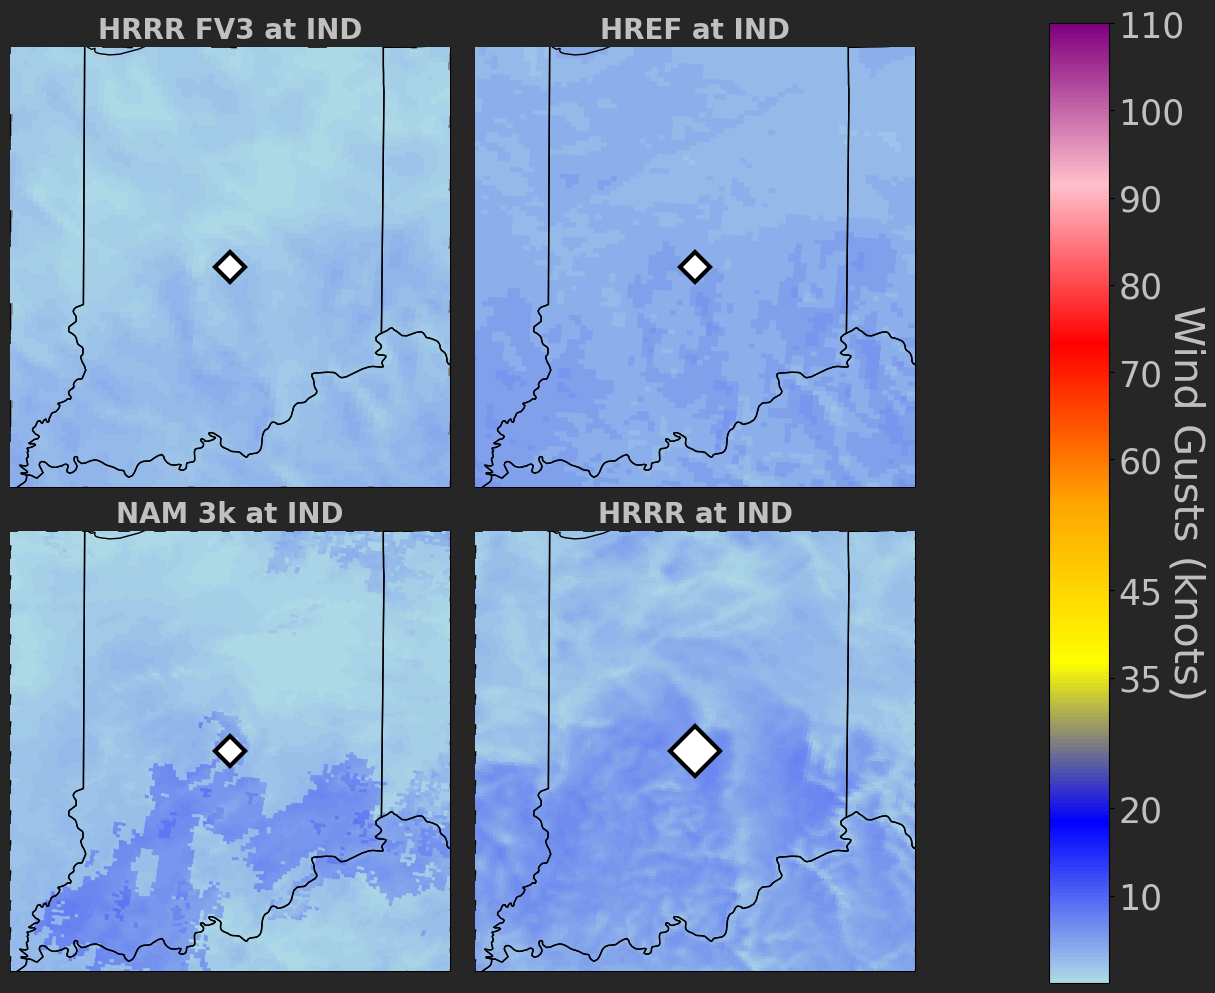 HRRR FV3 at IND
HREF at IND
NAM 3k at IND
HRRR at IND
110
100
90
80
70
60
45
35
20
10
Wind Gusts (knots)